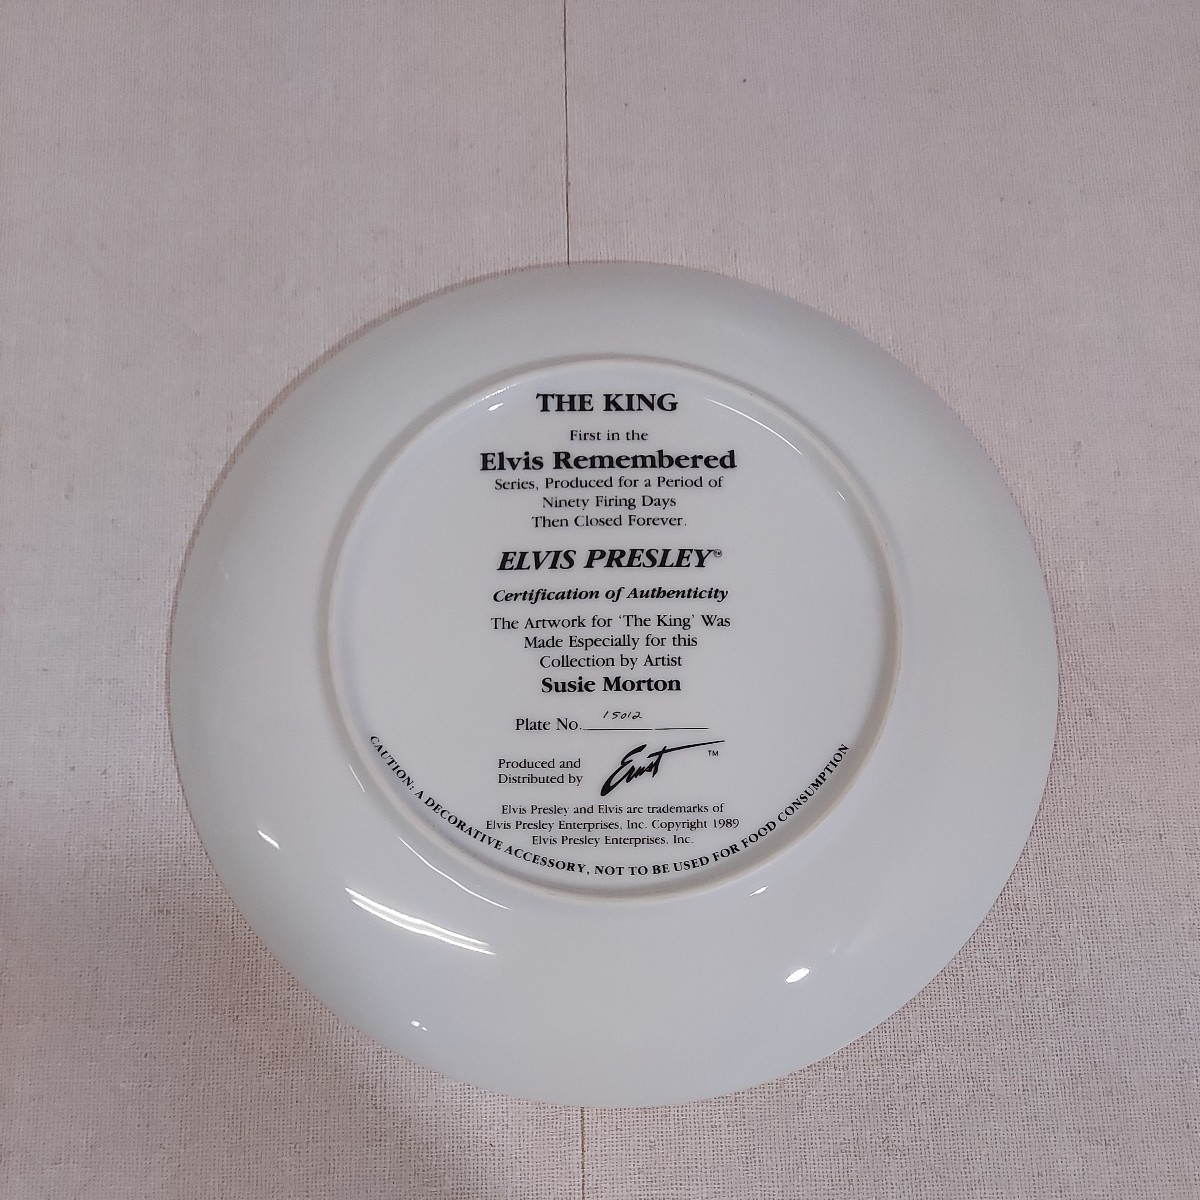 THE KING
First in the
Elvis Remembered
Series, Produced for a Period of
Ninety Firing Days
Then Closed Forever.
ELVIS PRESLEY™
Certification of Authenticity
The Artwork for 'The King' Was
Made Especially for this
Collection by Artist
Susie Morton
Plate No. 15012
Produced and
Distributed by
Ernst™
Elvis Presley and Elvis are trademarks of
Elvis Presley Enterprises, Inc. Copyright 1989
Elvis Presley Enterprises, Inc.
CAUTION: A DECORATIVE ACCESSORY, NOT TO BE USED FOR FOOD CONSUMPTION